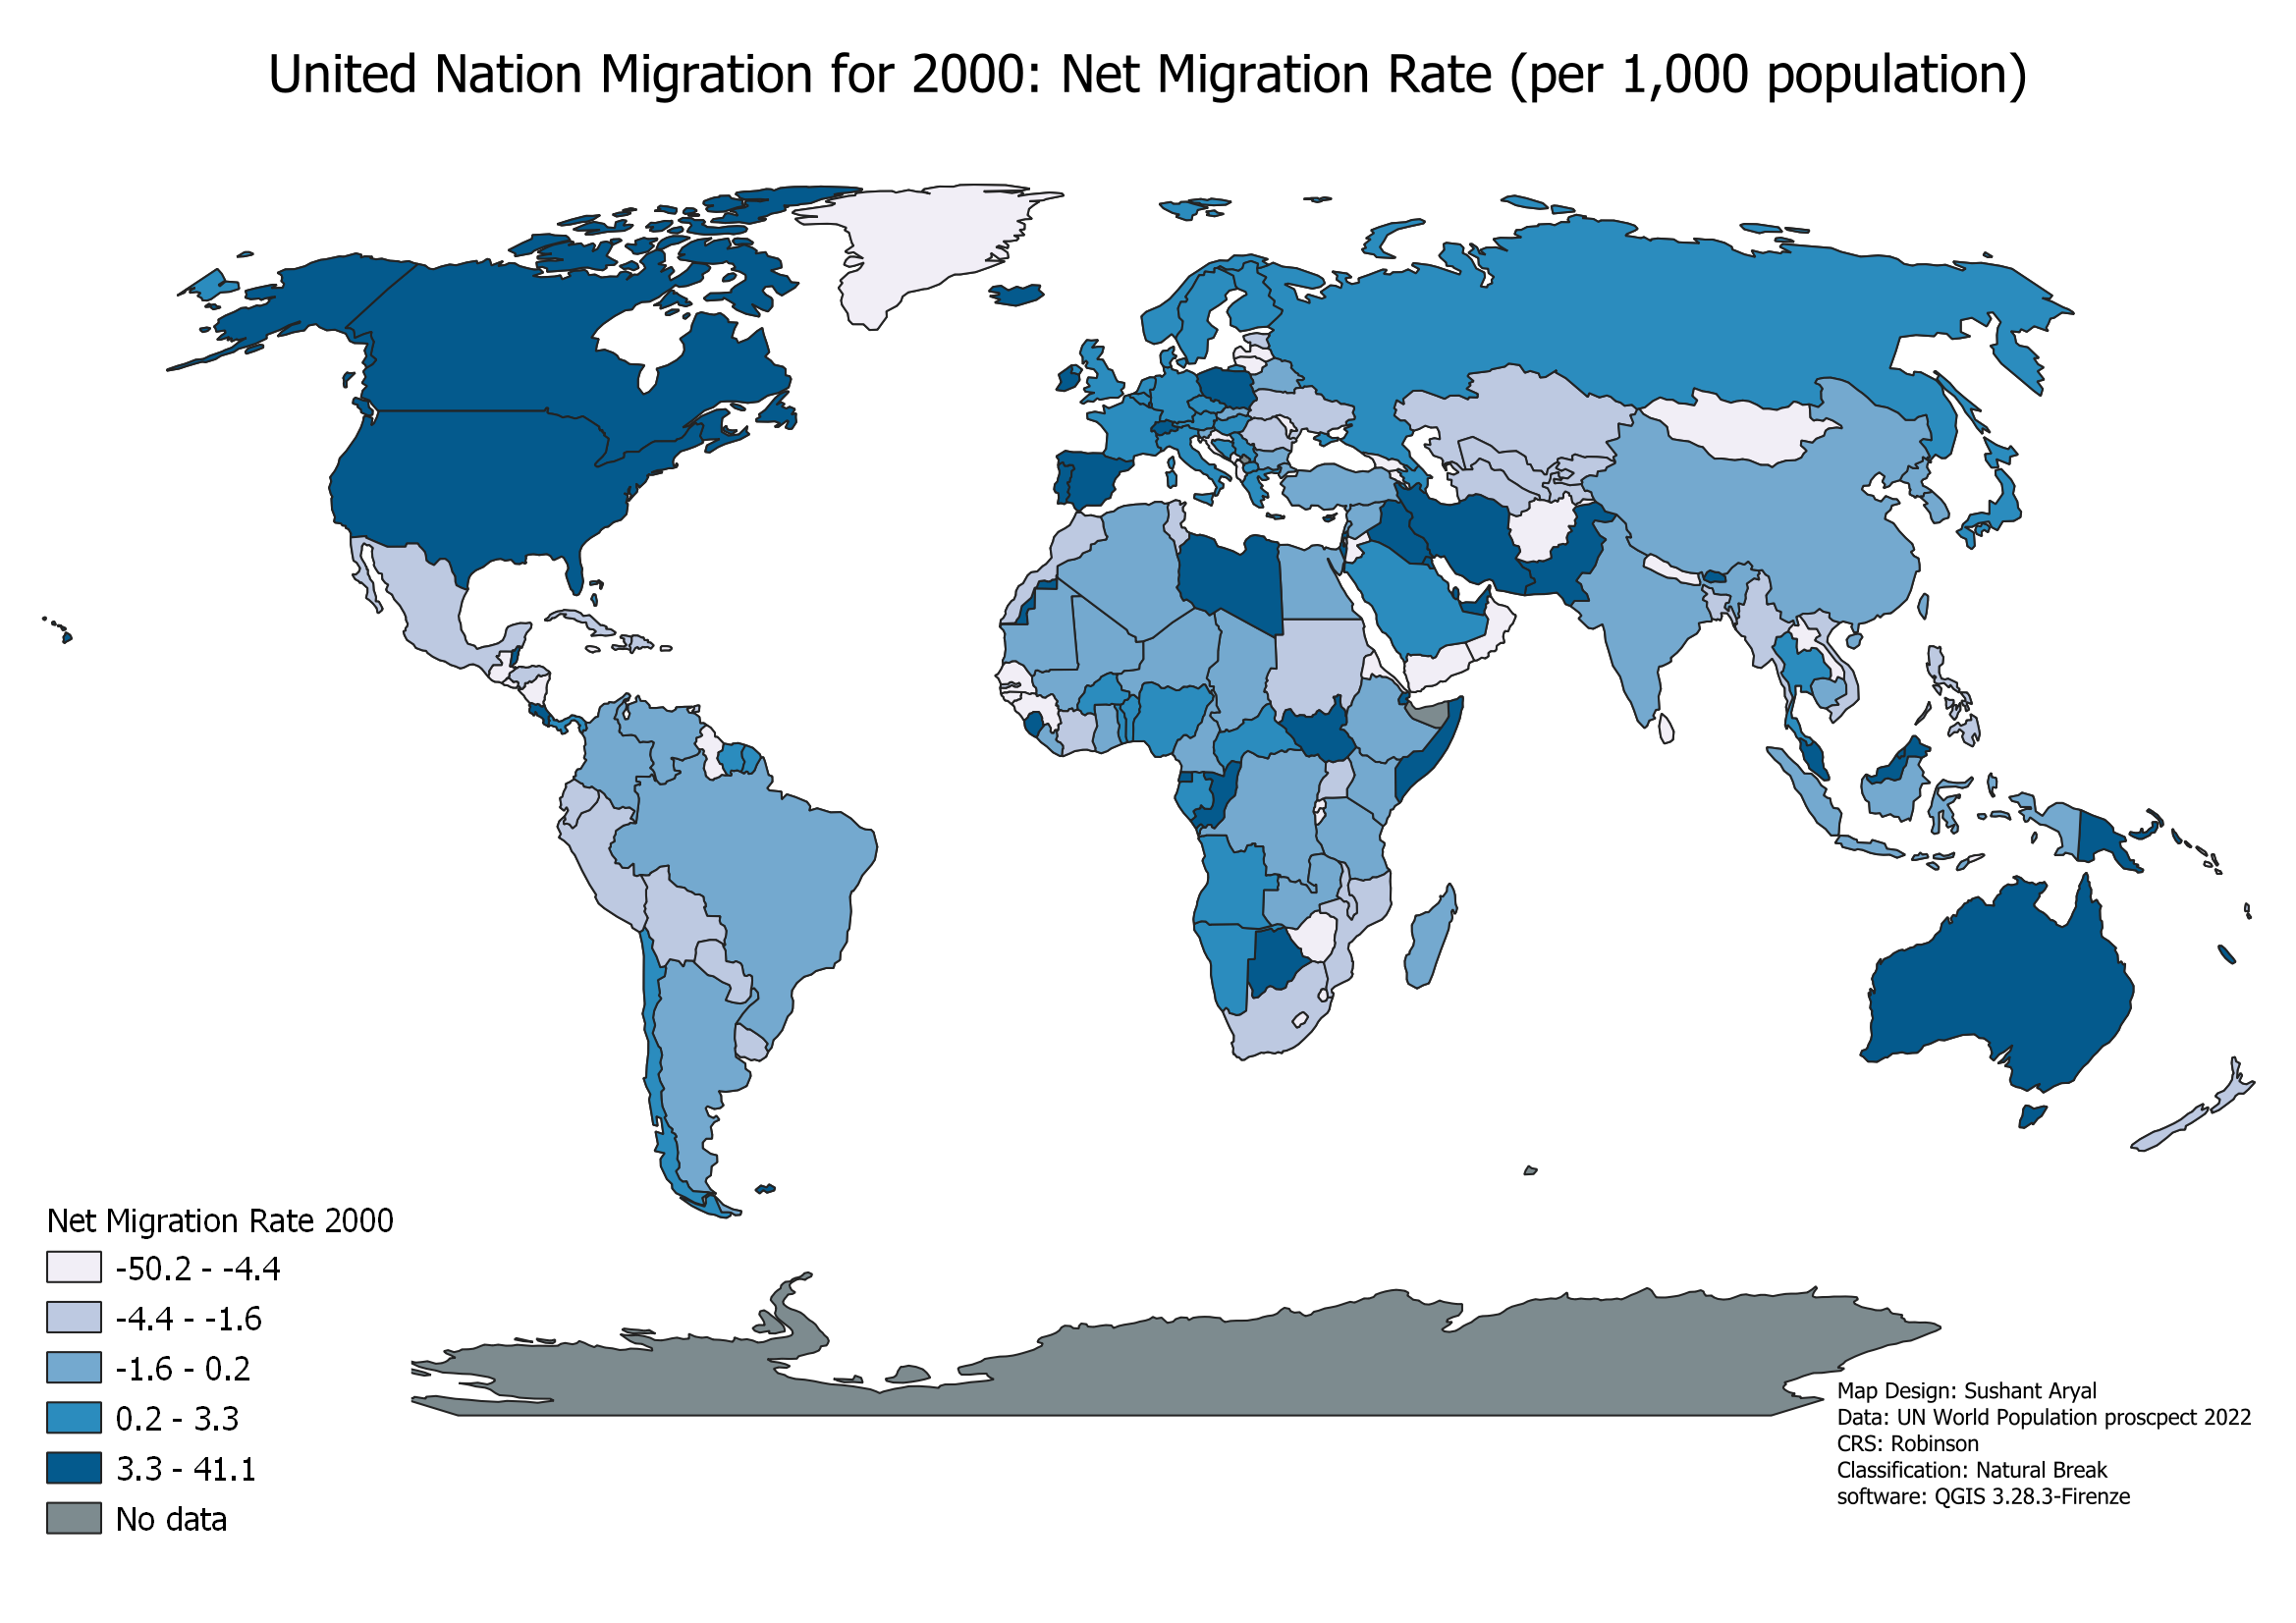 United Nation Migration for 2000: Net Migration Rate (per 1,000 population)
Net Migration Rate 2000
-50.2 - -4.4
-4.4 - -1.6
-1.6 - 0.2
0.2 - 3.3
3.3 - 41.1
No data
Map Design: Sushant Aryal
Data: UN World Population proscpect 2022
CRS: Robinson
Classification: Natural Break
software: QGIS 3.28.3-Firenze